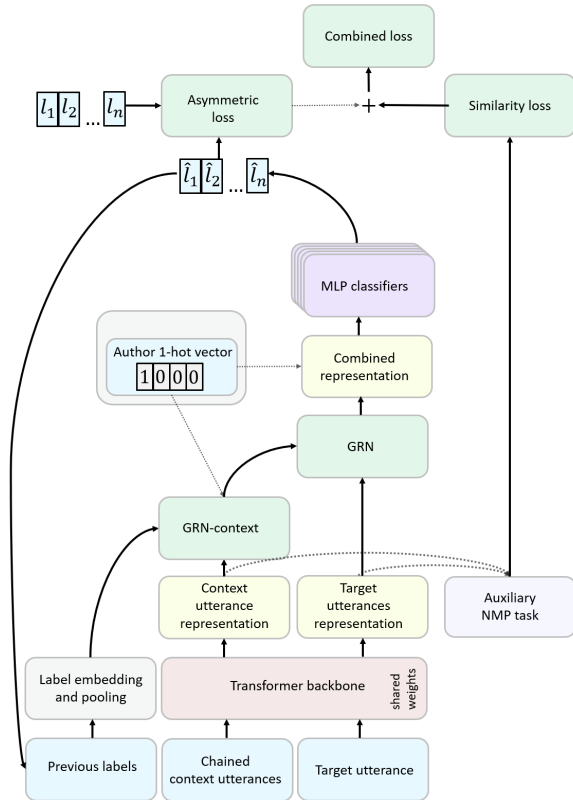 Combined loss
l₁ l₂ ... lₙ
Asymmetric
loss
+
Similarity loss
l̂₁ l̂₂ ... l̂ₙ
MLP classifiers
Author 1-hot vector
1 0 0 0
Combined
representation
GRN
GRN-context
Context
utterance
representation
Target
utterances
representation
Auxiliary
NMP task
Label embedding
and pooling
Transformer backbone
shared
weights
Previous labels
Chained
context utterances
Target utterance